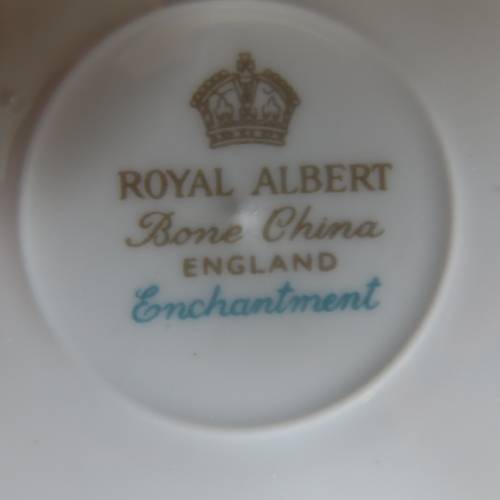 ROYAL ALBERT
Bone China
ENGLAND
Enchantment